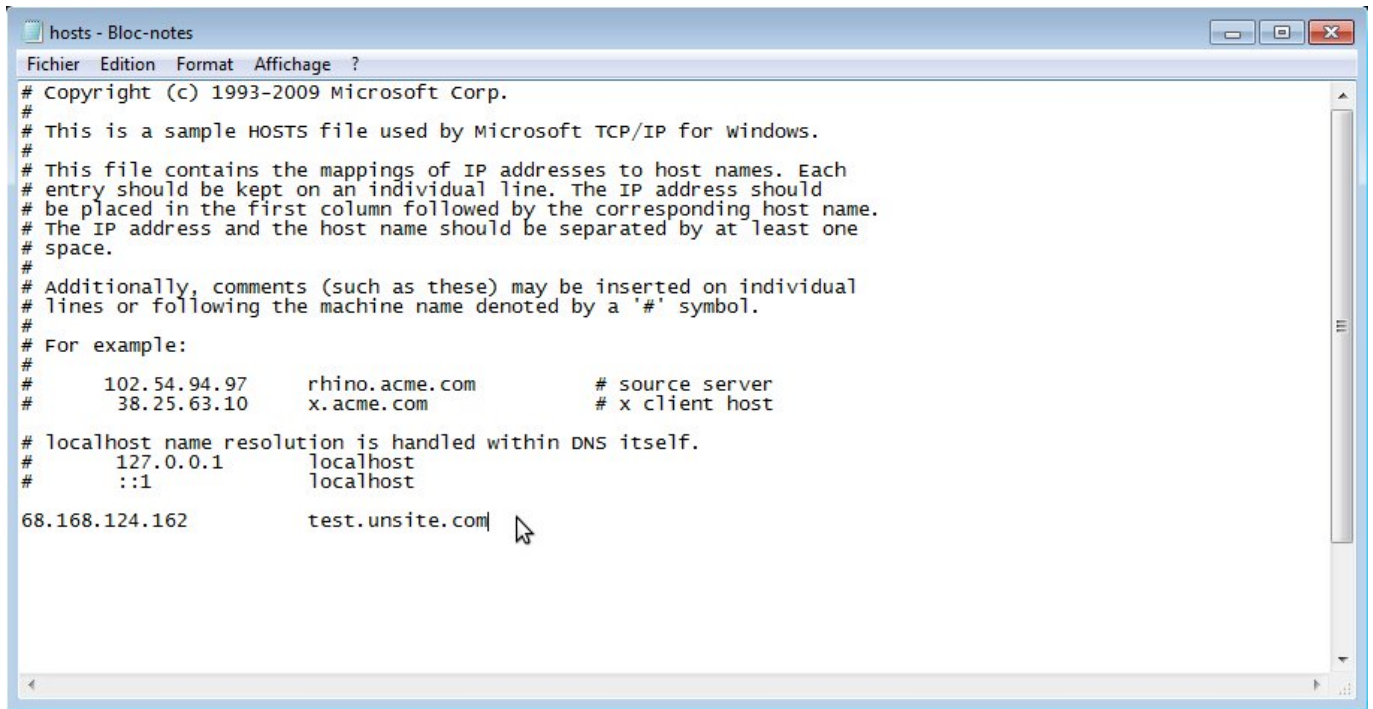 hosts - Bloc-notes
Fichier Edition Format Affichage ?
# Copyright (c) 1993-2009 Microsoft Corp.
#
# This is a sample HOSTS file used by Microsoft TCP/IP for Windows.
#
# This file contains the mappings of IP addresses to host names. Each
# entry should be kept on an individual line. The IP address should
# be placed in the first column followed by the corresponding host name.
# The IP address and the host name should be separated by at least one
# space.
#
# Additionally, comments (such as these) may be inserted on individual
# lines or following the machine name denoted by a '#' symbol.
#
# For example:
#
#      102.54.94.97     rhino.acme.com          # source server
#       38.25.63.10     x.acme.com              # x client host

# localhost name resolution is handled within DNS itself.
#       127.0.0.1       localhost
#       ::1             localhost

68.168.124.162          test.unsite.com